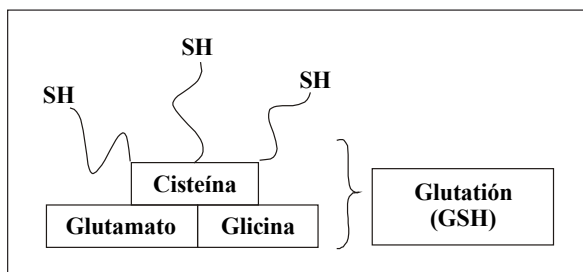 SH
SH
SH
Cisteína
Glutamato
Glicina
Glutatión
(GSH)